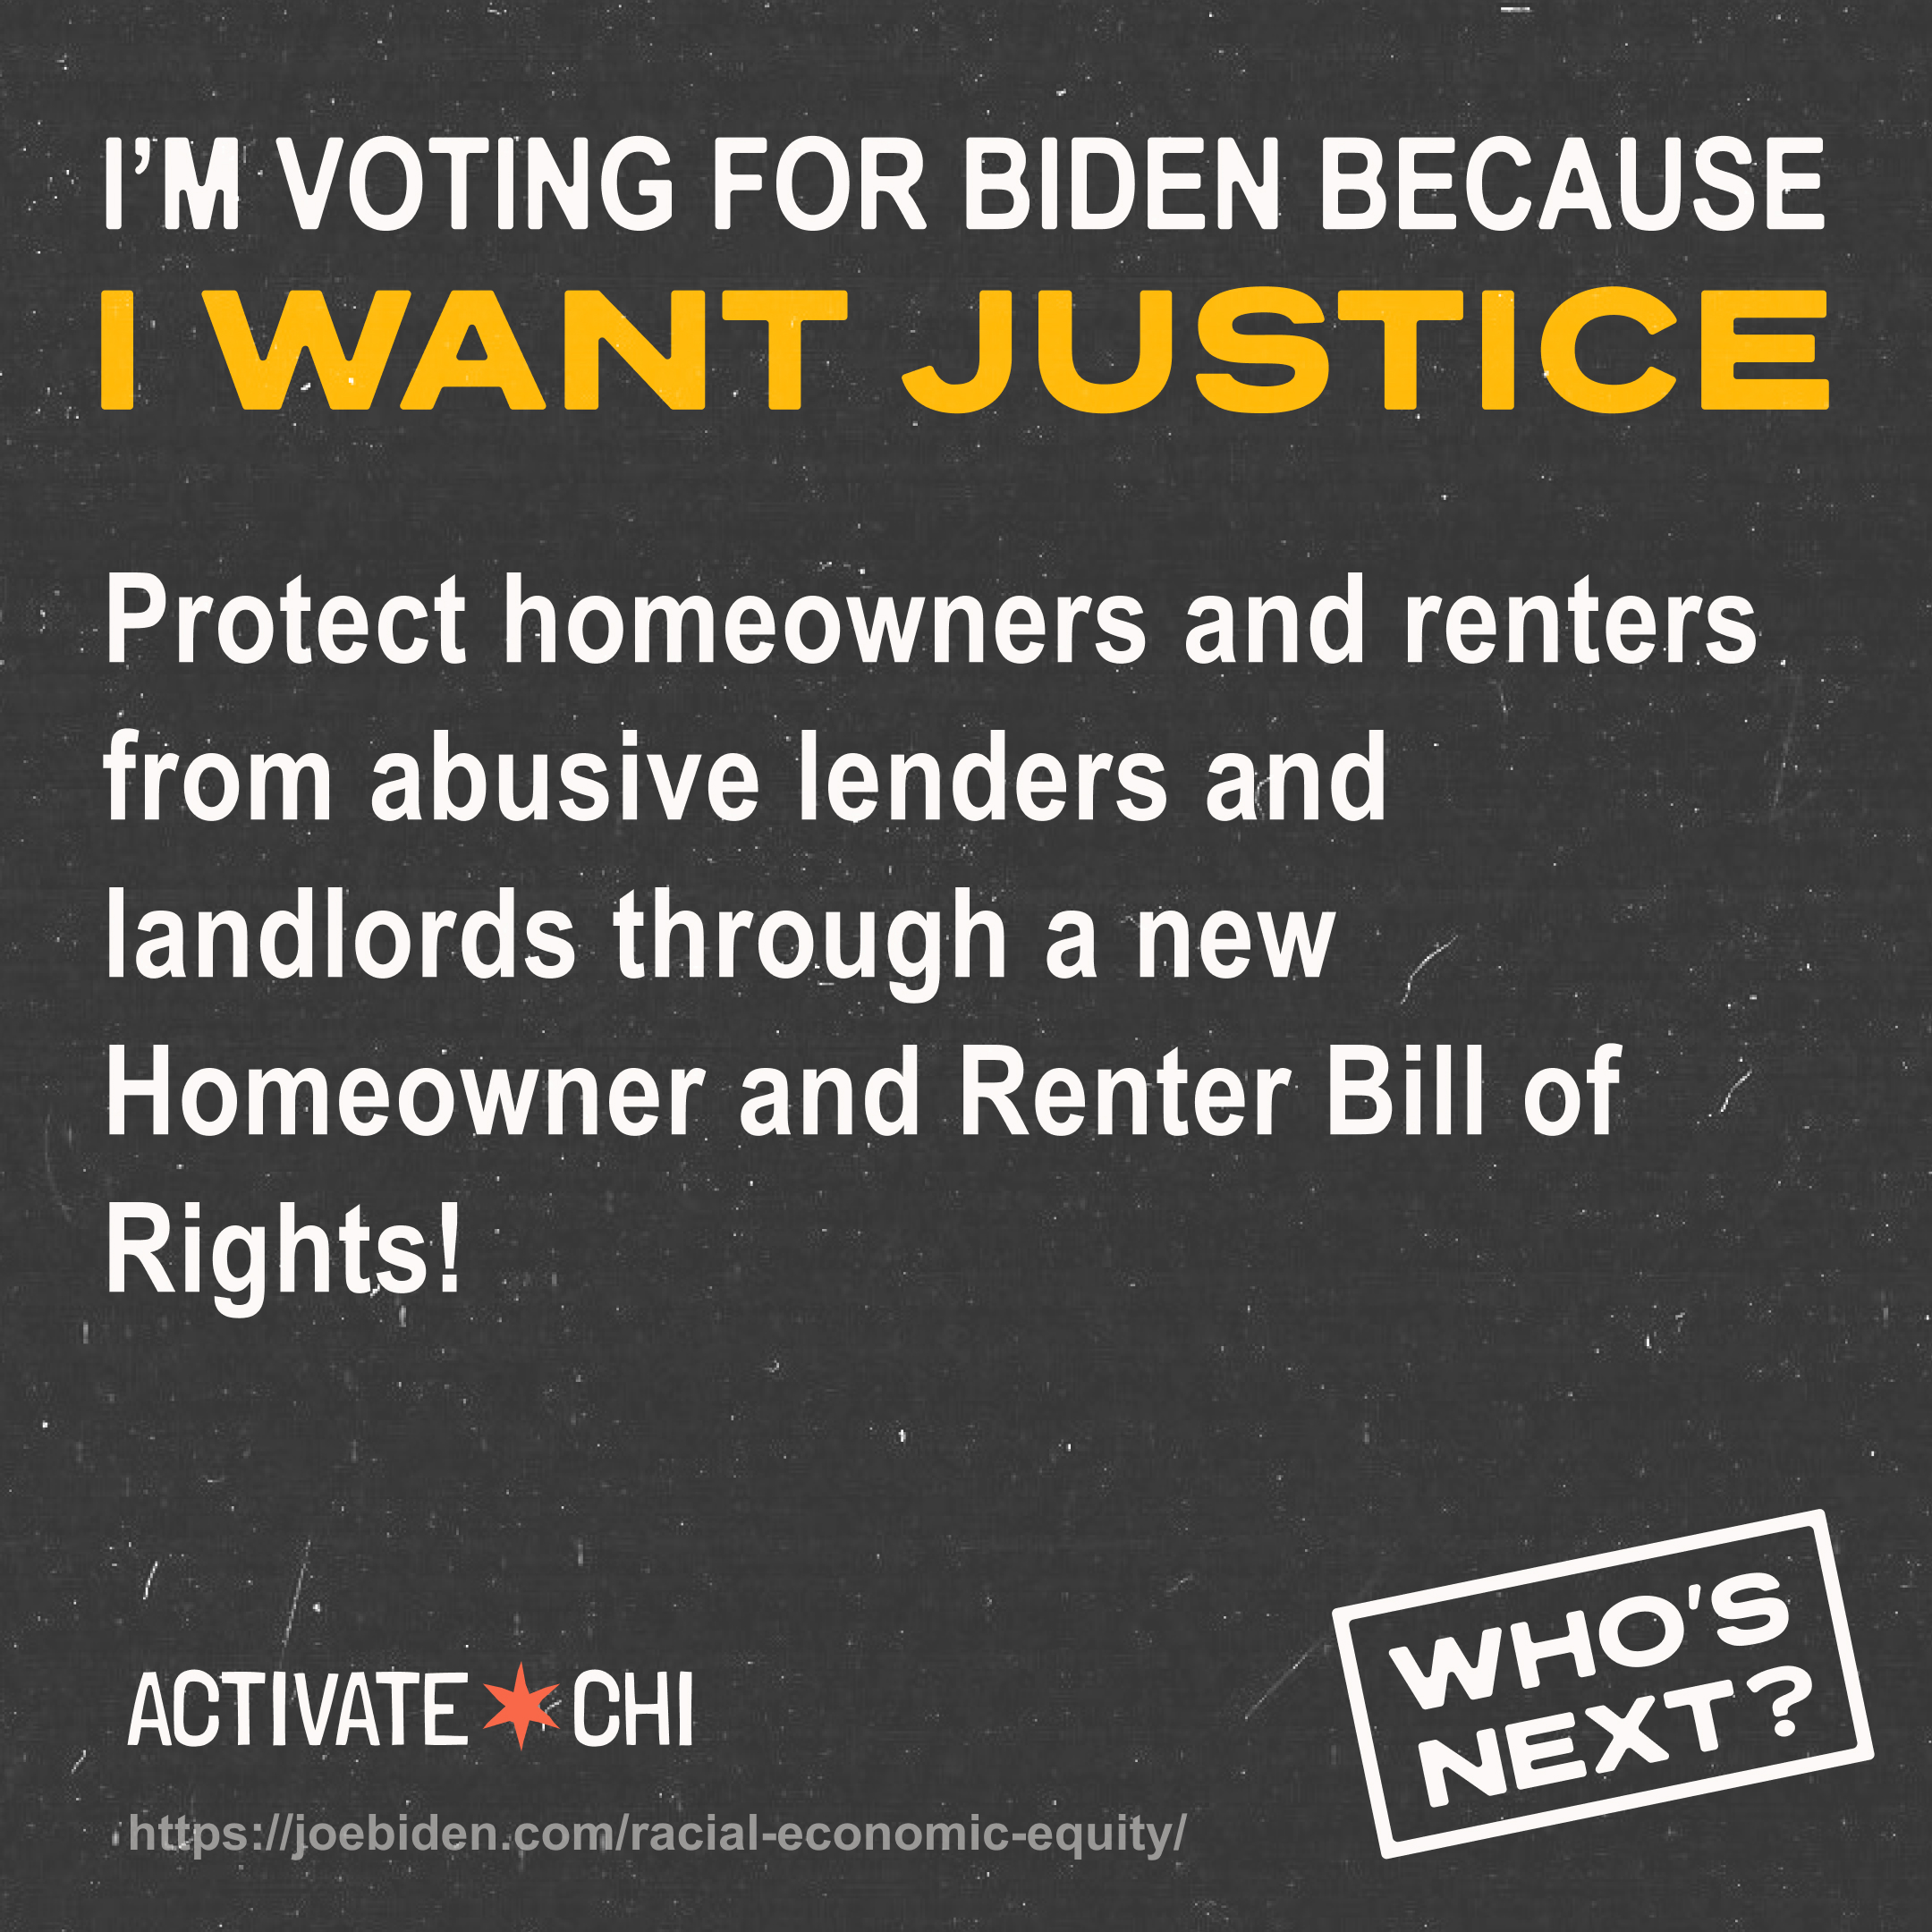 I'M VOTING FOR BIDEN BECAUSE
I WANT JUSTICE
Protect homeowners and renters
from abusive lenders and
landlords through a new
Homeowner and Renter Bill of
Rights!
WHO'S
NEXT?
ACTIVATE CHI
https://joebiden.com/racial-economic-equity/